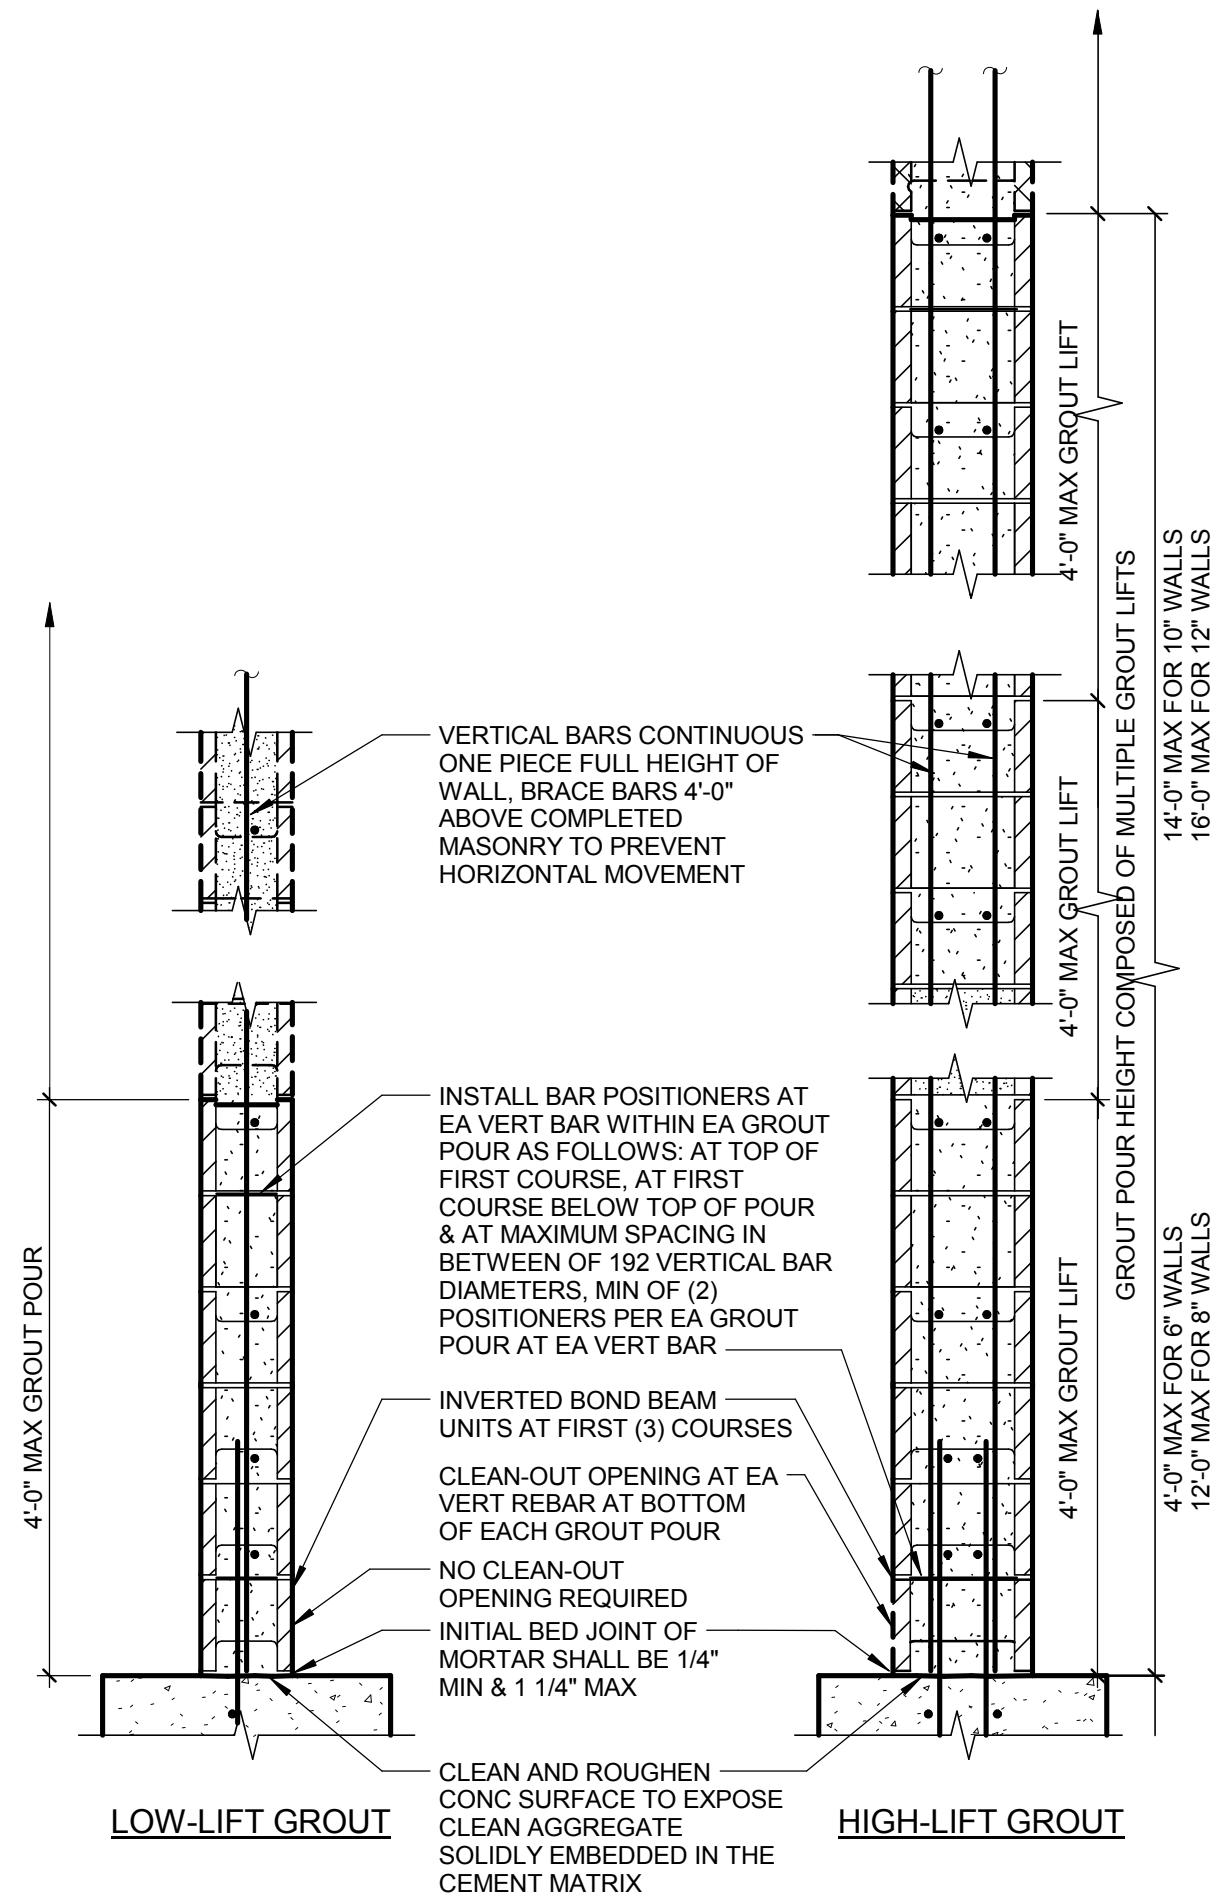 VERTICAL BARS CONTINUOUS
ONE PIECE FULL HEIGHT OF
WALL, BRACE BARS 4'-0"
ABOVE COMPLETED
MASONRY TO PREVENT
HORIZONTAL MOVEMENT
INSTALL BAR POSITIONERS AT
EA VERT BAR WITHIN EA GROUT
POUR AS FOLLOWS: AT TOP OF
FIRST COURSE, AT FIRST
COURSE BELOW TOP OF POUR
& AT MAXIMUM SPACING IN
BETWEEN OF 192 VERTICAL BAR
DIAMETERS, MIN OF (2)
POSITIONERS PER EA GROUT
POUR AT EA VERT BAR
INVERTED BOND BEAM
UNITS AT FIRST (3) COURSES
CLEAN-OUT OPENING AT EA
VERT REBAR AT BOTTOM
OF EACH GROUT POUR
NO CLEAN-OUT
OPENING REQUIRED
INITIAL BED JOINT OF
MORTAR SHALL BE 1/4"
MIN & 1 1/4" MAX
CLEAN AND ROUGHEN
CONC SURFACE TO EXPOSE
CLEAN AGGREGATE
SOLIDLY EMBEDDED IN THE
CEMENT MATRIX
4'-0" MAX GROUT POUR
LOW-LIFT GROUT
4'-0" MAX GROUT LIFT
4'-0" MAX GROUT LIFT
4'-0" MAX GROUT LIFT
GROUT POUR HEIGHT COMPOSED OF MULTIPLE GROUT LIFTS
14'-0" MAX FOR 10" WALLS
16'-0" MAX FOR 12" WALLS
4'-0" MAX FOR 6" WALLS
12'-0" MAX FOR 8" WALLS
HIGH-LIFT GROUT